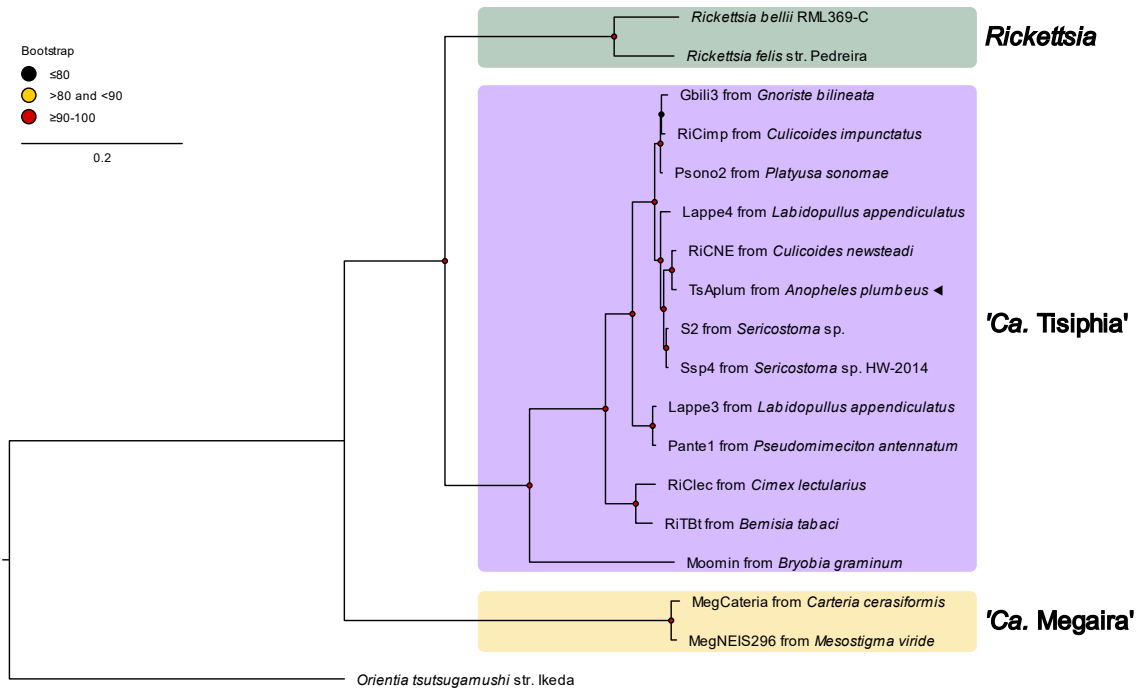 Bootstrap
≤80
>80 and <90
≥90-100
0.2
Rickettsia bellii RML369-C
Rickettsia felis str. Pedreira
Rickettsia
Gbili3 from Gnoriste bilineata
RiCimp from Culicoides impunctatus
Psono2 from Platyusa sonomae
Lappe4 from Labidopullus appendiculatus
RiCNE from Culicoides newsteadi
TsAplum from Anopheles plumbeus
S2 from Sericostoma sp.
Ssp4 from Sericostoma sp. HW-2014
Lappe3 from Labidopullus appendiculatus
Pante1 from Pseudomimeciton antennatum
RiClec from Cimex lectularius
RiTBt from Bemisia tabaci
Moomin from Bryobia graminum
'Ca. Tisiphia'
MegCateria from Carteria cerasiformis
MegNEIS296 from Mesostigma viride
'Ca. Megaira'
Orientia tsutsugamushi str. Ikeda